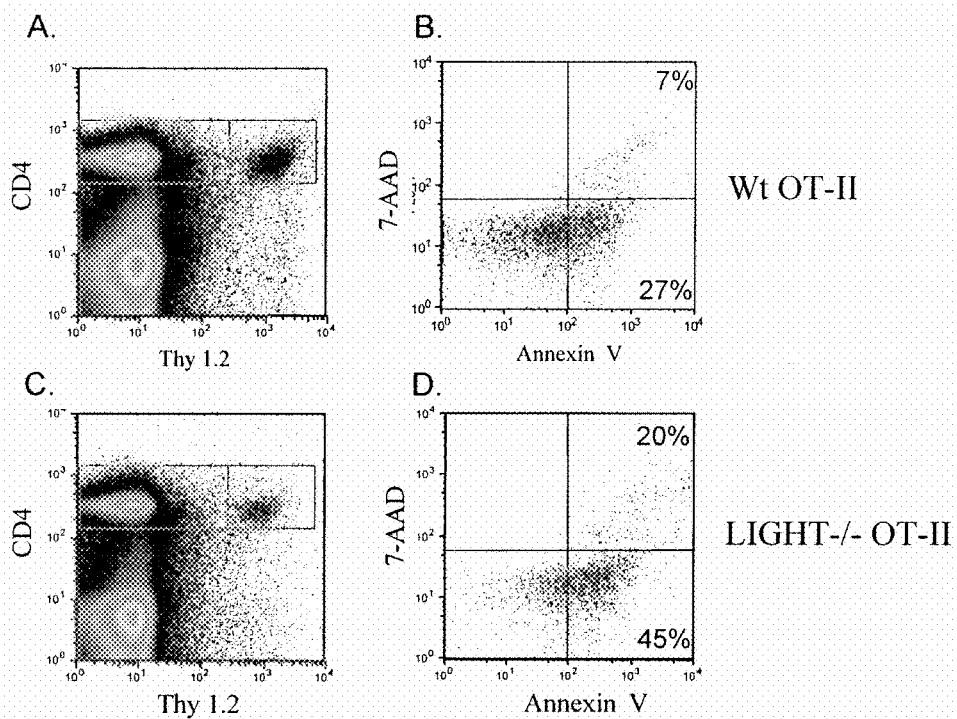 A.
B.
10⁴
10³
10²
10¹
10⁰
CD4
10⁰ 10¹ 10² 10³ 10⁴
Thy 1.2
10⁴
10³
10²
10¹
10⁰
7-AAD
7%
27%
10⁰ 10¹ 10² 10³ 10⁴
Annexin V
Wt OT-II
C.
D.
10³
10²
10¹
10⁰
CD4
10⁰ 10¹ 10² 10³ 10⁴
Thy 1.2
10⁴
10³
10²
10¹
10⁰
7-AAD
20%
45%
10⁰ 10¹ 10² 10³ 10⁴
Annexin V
LIGHT-/- OT-II